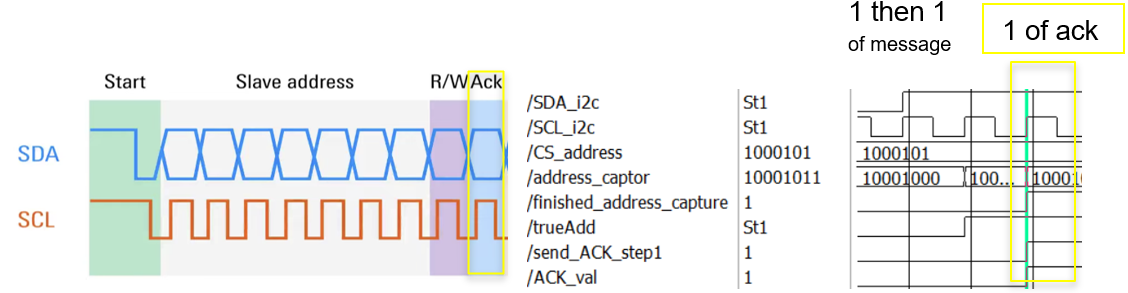 1 then 1
of message
1 of ack
Start
Slave address
R/W
Ack
SDA
SCL
/SDA_i2c St1
/SCL_i2c St1
/CS_address 1000101 1000101
/address_captor 10001011 10001000 100... 10001
/finished_address_capture 1
/trueAdd St1
/send_ACK_step1 1
/ACK_val 1